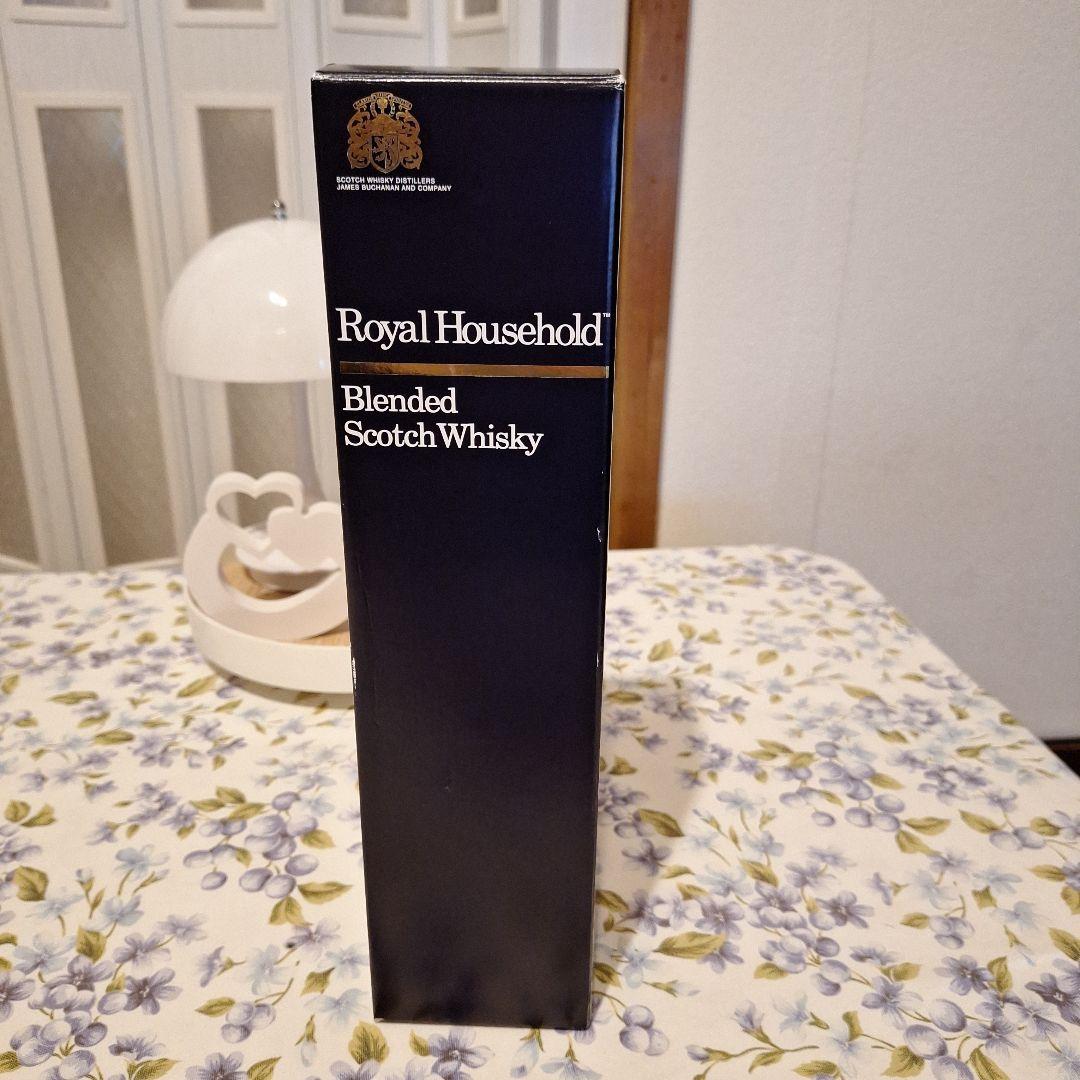 SCOTCH WHISKY DISTILLERS
JAMES BUCHANAN AND COMPANY
Royal Household™
Blended
Scotch Whisky